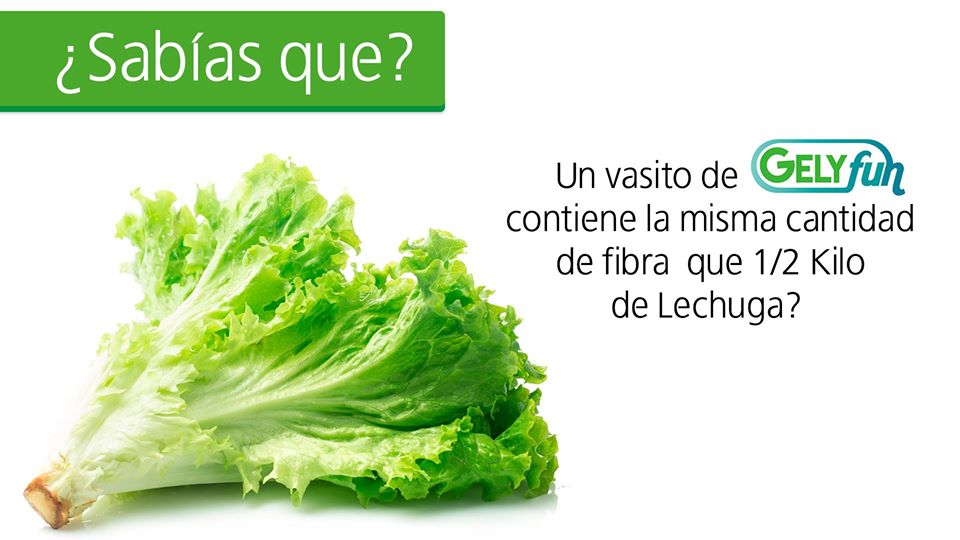 ¿Sabías que?
Un vasito de GELYfun
contiene la misma cantidad
de fibra que 1/2 Kilo
de Lechuga?